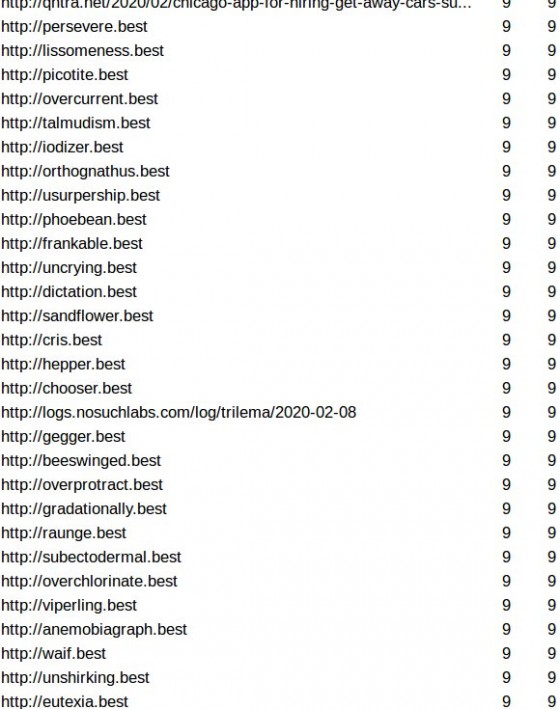 http://qntra.net/2020/02/chicago-app-for-hiring-get-away-cars-su... 9 9
http://persevere.best 9 9
http://lissomeness.best 9 9
http://picotite.best 9 9
http://overcurrent.best 9 9
http://talmudism.best 9 9
http://iodizer.best 9 9
http://orthognathus.best 9 9
http://usurpership.best 9 9
http://phoebean.best 9 9
http://frankable.best 9 9
http://uncrying.best 9 9
http://dictation.best 9 9
http://sandflower.best 9 9
http://cris.best 9 9
http://hepper.best 9 9
http://chooser.best 9 9
http://logs.nosuchlabs.com/log/trilema/2020-02-08 9 9
http://gegger.best 9 9
http://beeswinged.best 9 9
http://overprotract.best 9 9
http://gradationally.best 9 9
http://raunge.best 9 9
http://subectodermal.best 9 9
http://overchlorinate.best 9 9
http://viperling.best 9 9
http://anemobiagraph.best 9 9
http://waif.best 9 9
http://unshirking.best 9 9
http://eutexia.best 9 9